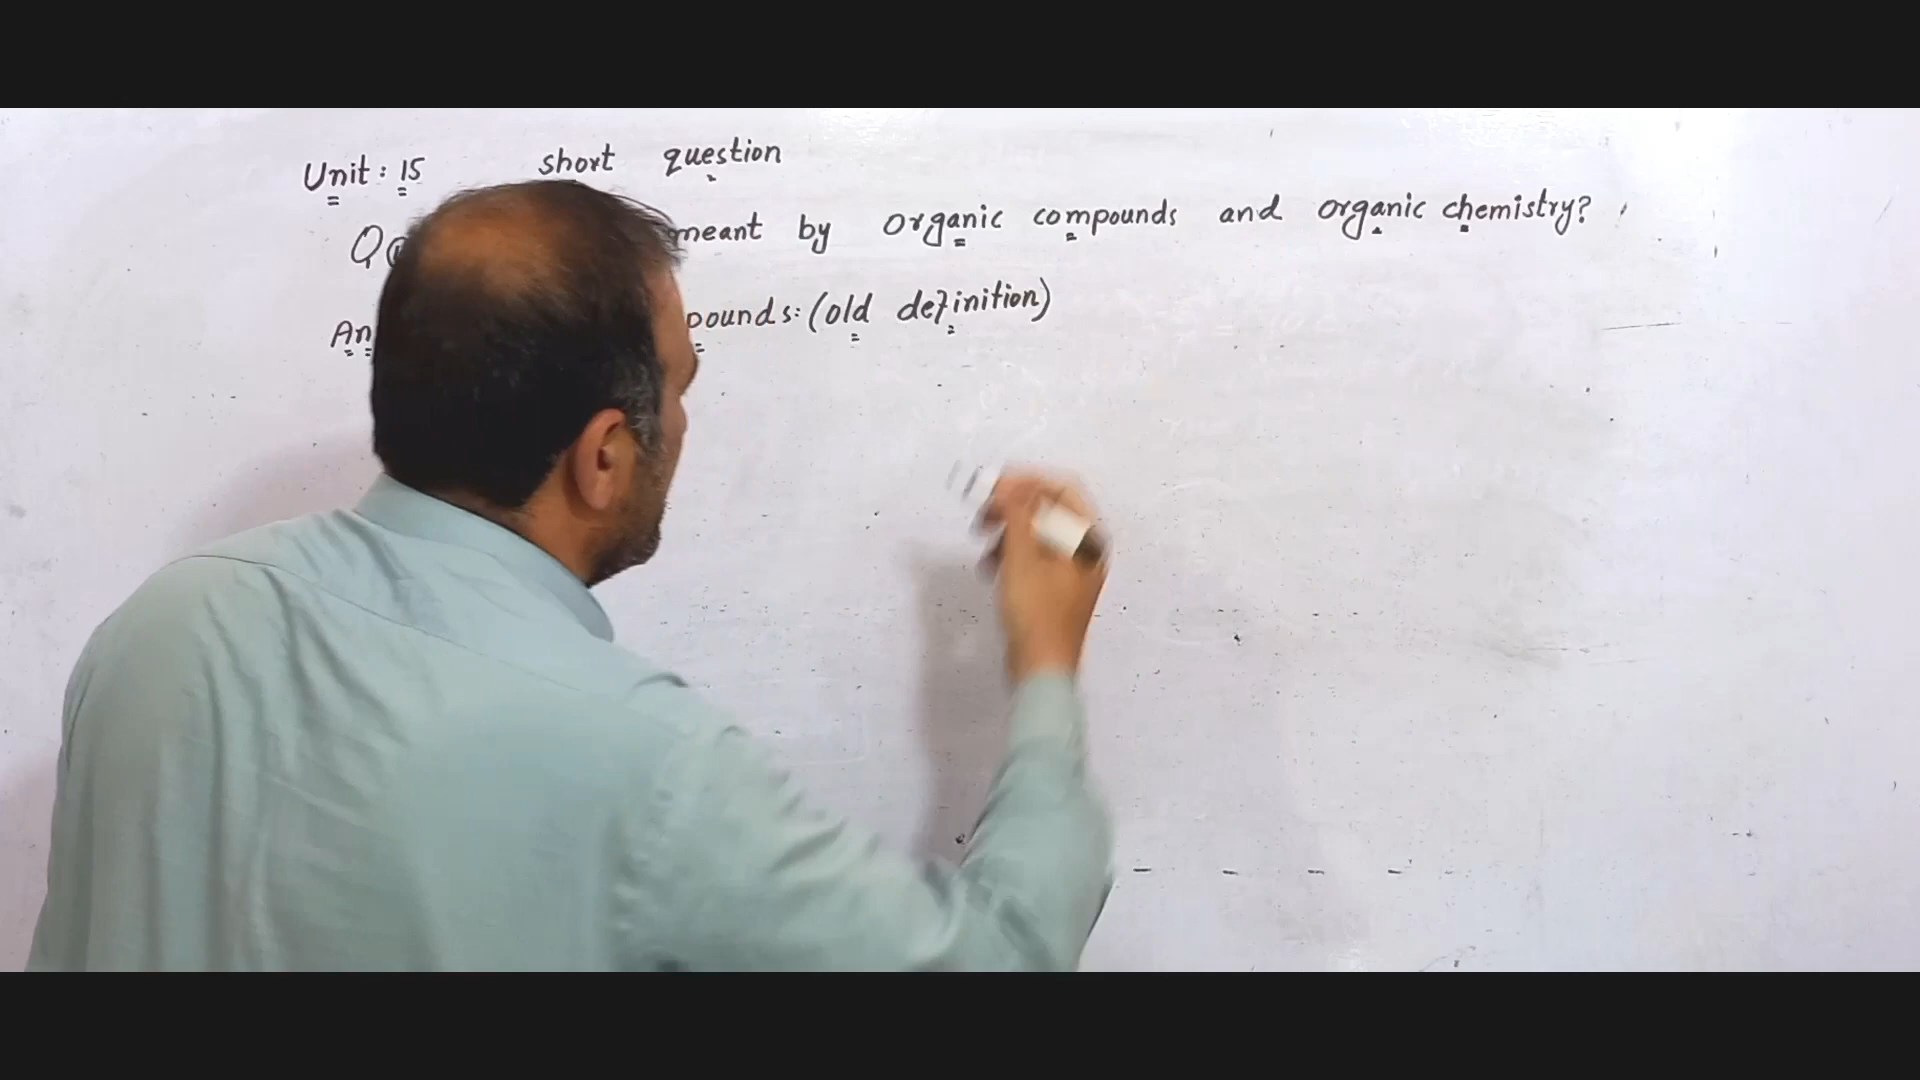 Unit: 15 short question
Q meant by organic compounds and organic chemistry?
An pounds: (old definition)